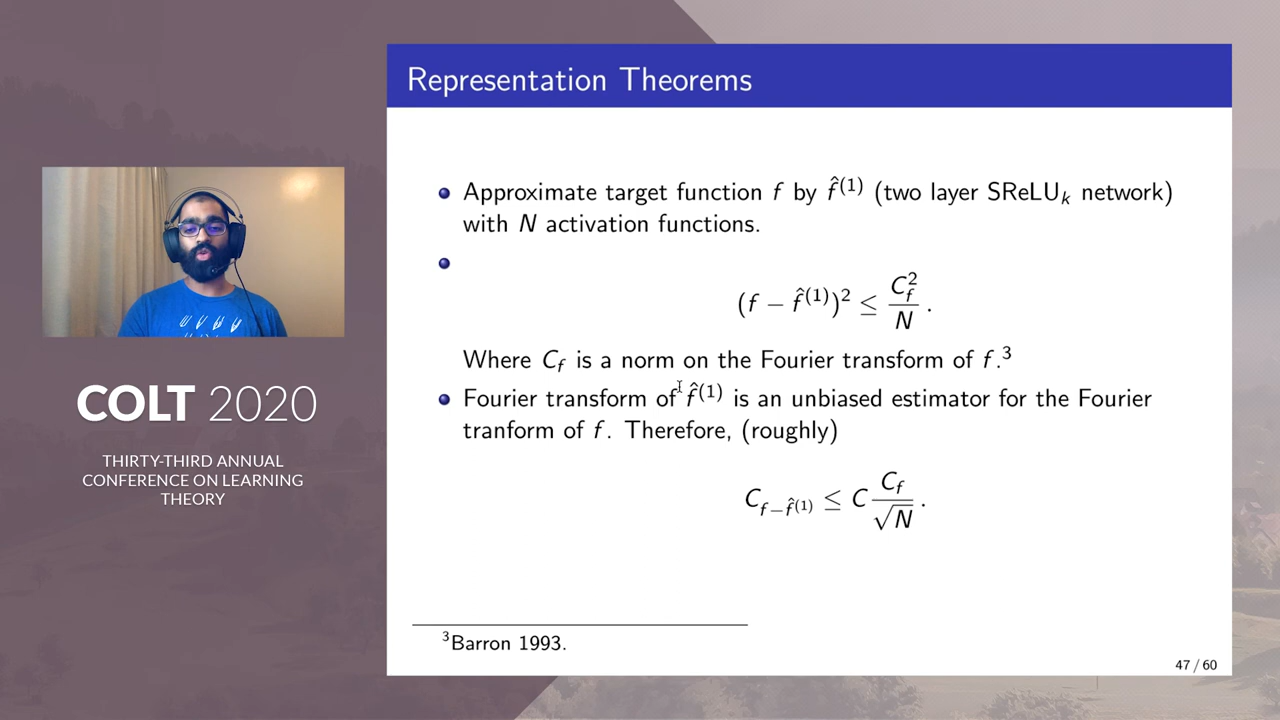 COLT 2020
THIRTY-THIRD ANNUAL
CONFERENCE ON LEARNING
THEORY
Representation Theorems
Approximate target function f by f̂⁽¹⁾ (two layer SReLUₖ network)
with N activation functions.
(f − f̂⁽¹⁾)² ≤ C_f²/N .
Where C_f is a norm on the Fourier transform of f.³
Fourier transform of f̂⁽¹⁾ is an unbiased estimator for the Fourier
tranform of f. Therefore, (roughly)
C_{f−f̂⁽¹⁾} ≤ C C_f/√N .
³Barron 1993.
47 / 60